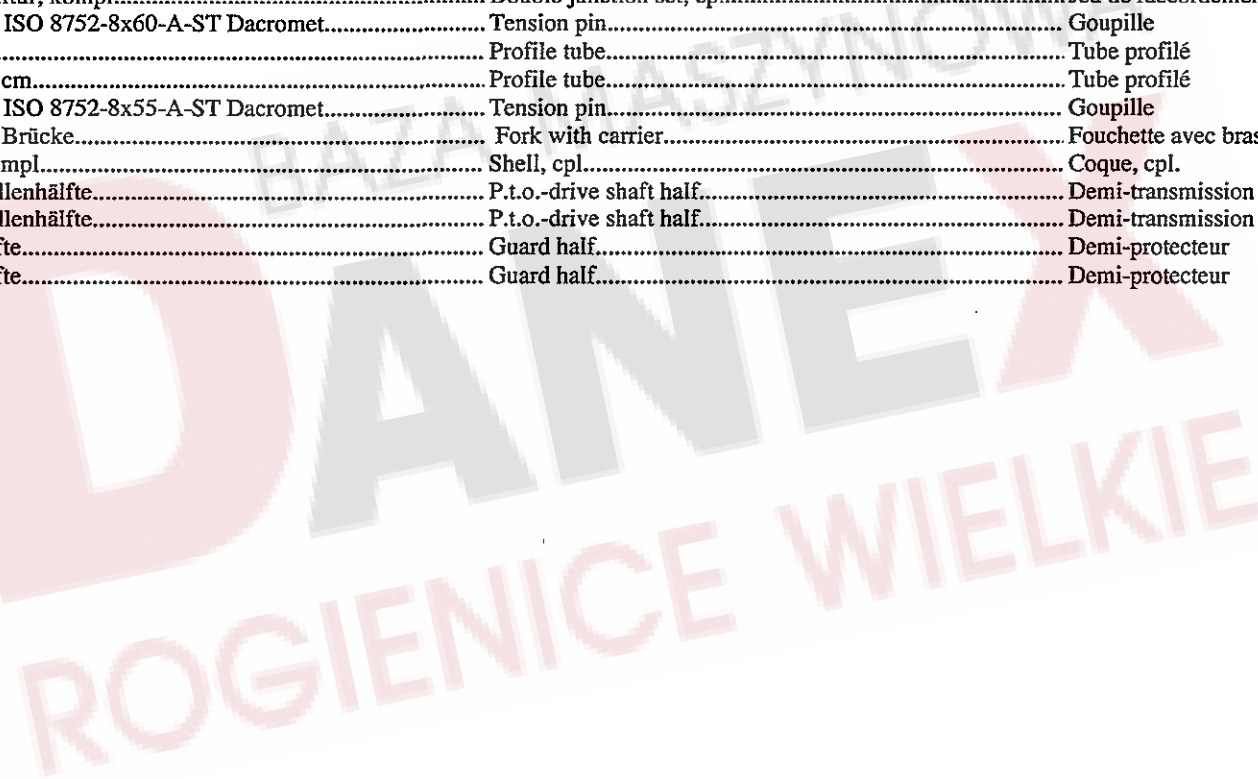 ISO 8752-8x60-A-ST Dacromet................................ Tension pin................................ Goupille
................................ Profile tube................................ Tube profilé
cm................................ Profile tube................................ Tube profilé
ISO 8752-8x55-A-ST Dacromet................................ Tension pin................................ Goupille
Brücke................................ Fork with carrier................................ Fouchette avec bras
mpl................................ Shell, cpl................................ Coque, cpl.
llenhälfte................................ P.t.o.-drive shaft half................................ Demi-transmission
llenhälfte................................ P.t.o.-drive shaft half................................ Demi-transmission
fte................................ Guard half................................ Demi-protecteur
fte................................ Guard half................................ Demi-protecteur
BAZA MASZYNOWA
DANEX
ROGIENICE WIELKIE